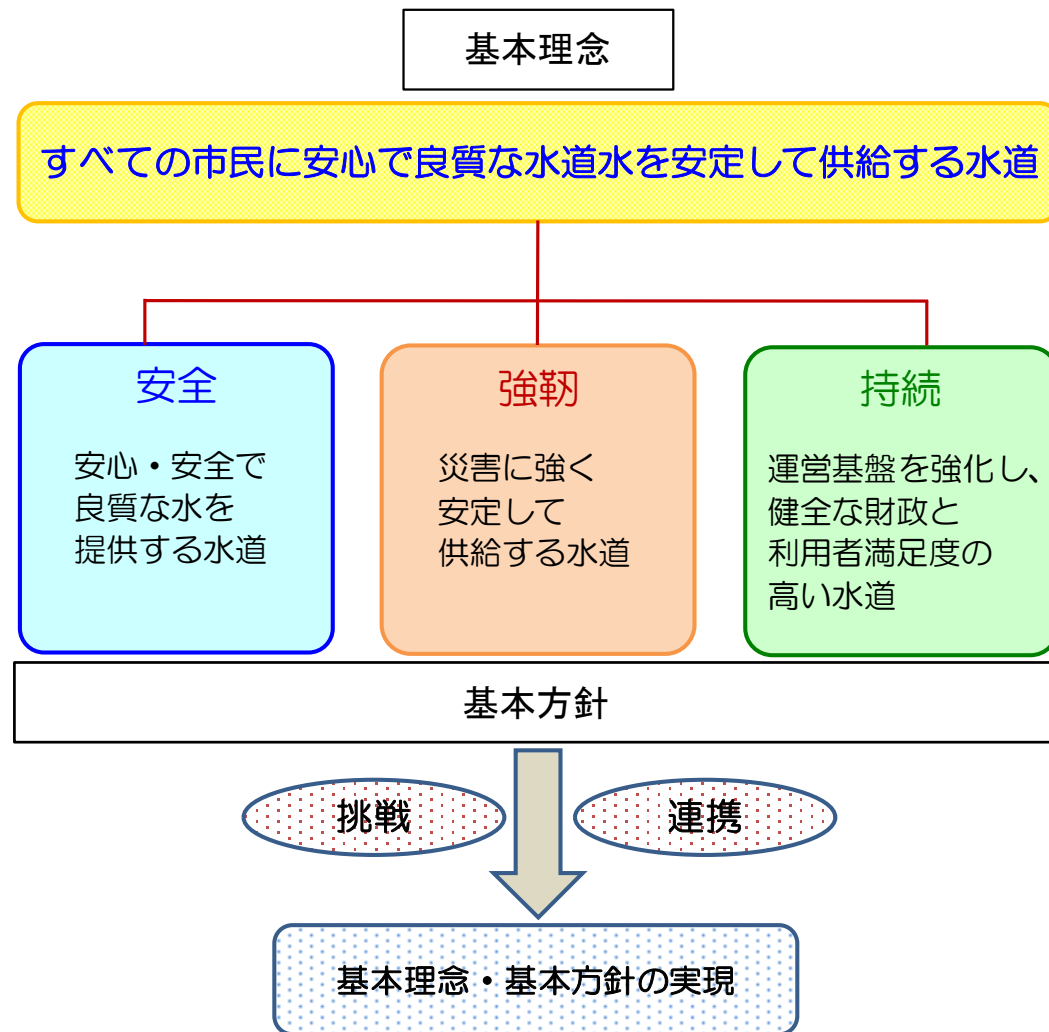 基本理念
すべての市民に安心で良質な水道水を安定して供給する水道
安全
安心・安全で
良質な水を
提供する水道
強靭
災害に強く
安定して
供給する水道
持続
運営基盤を強化し、
健全な財政と
利用者満足度の
高い水道
基本方針
挑戦
連携
基本理念・基本方針の実現